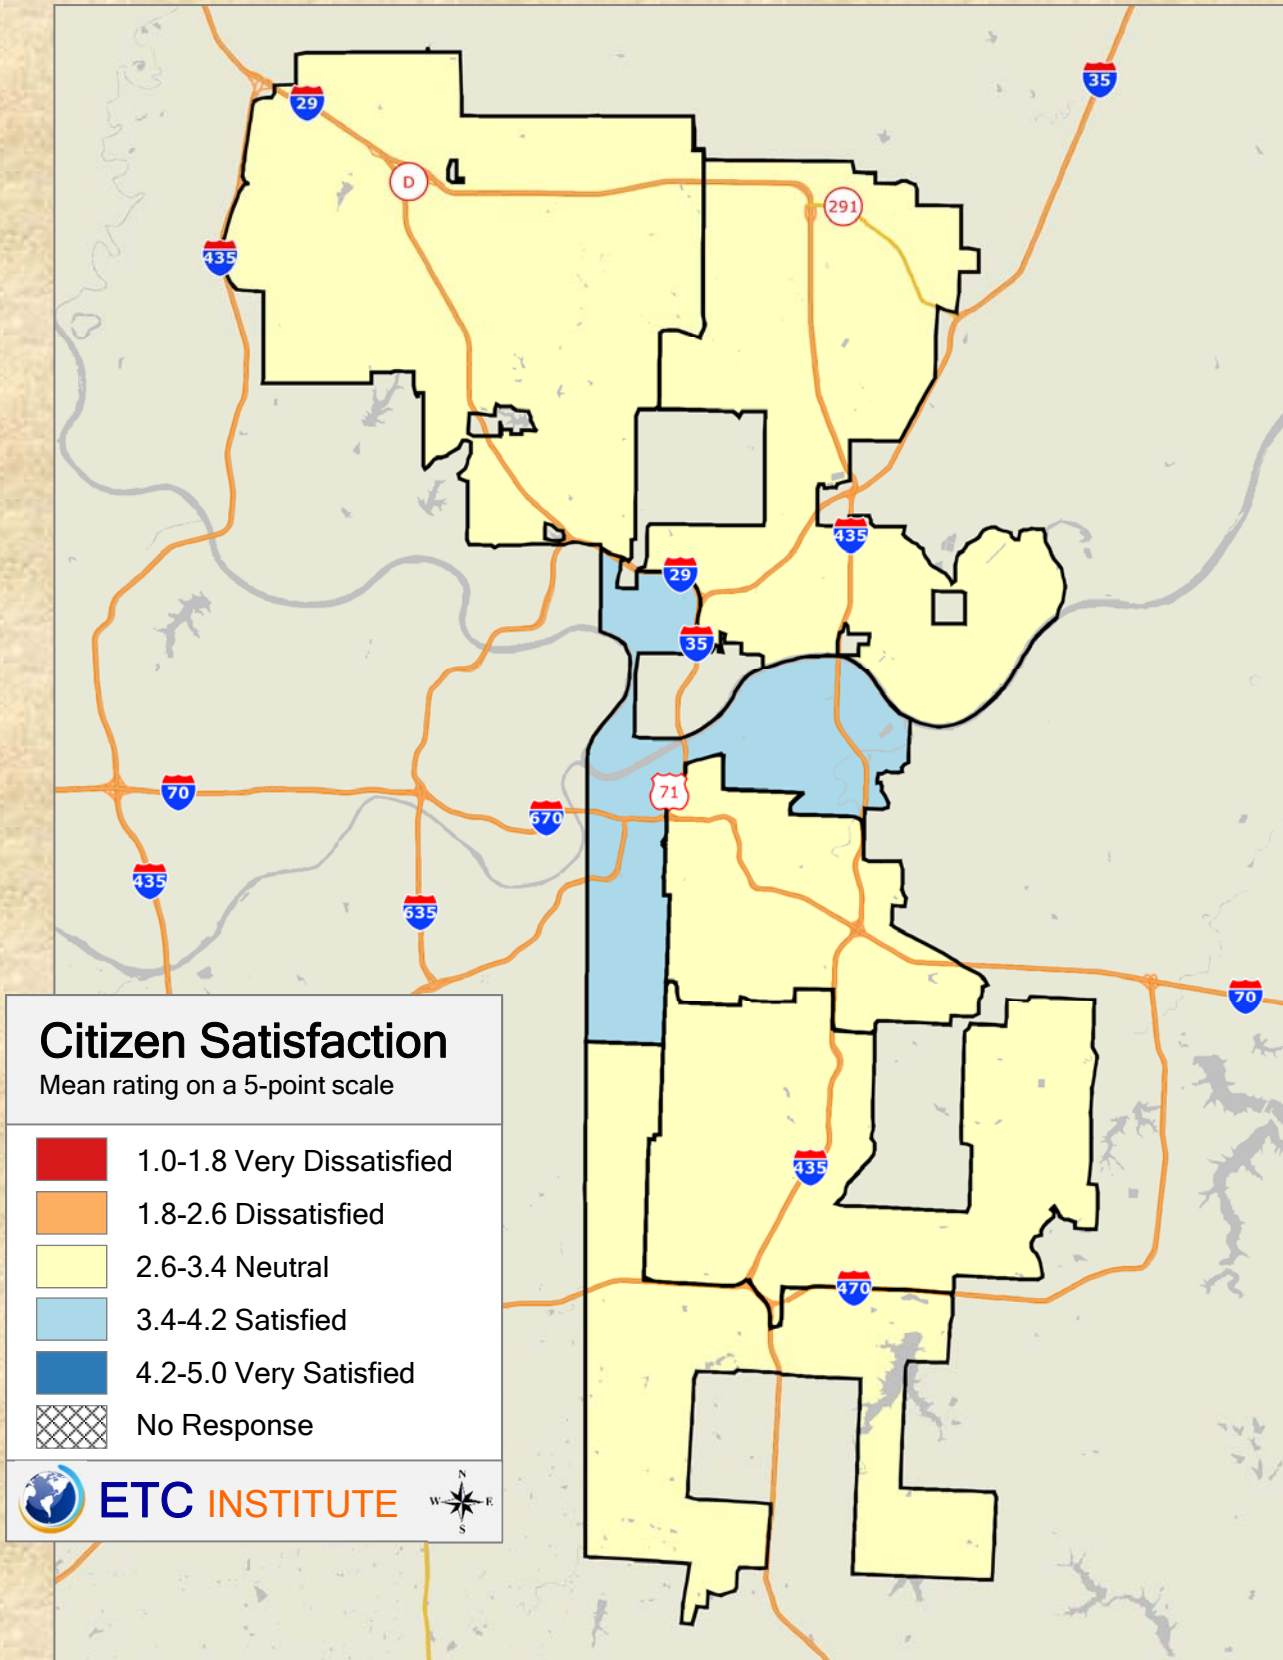 35
29
D
291
435
435
29
35
71
70
670
435
635
70
Citizen Satisfaction
Mean rating on a 5-point scale
1.0-1.8 Very Dissatisfied
1.8-2.6 Dissatisfied
2.6-3.4 Neutral
3.4-4.2 Satisfied
4.2-5.0 Very Satisfied
No Response
ETC INSTITUTE
N
W E
S
435
470